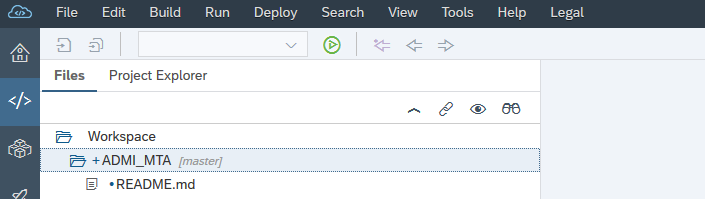 File Edit Build Run Deploy Search View Tools Help Legal
Files Project Explorer
Workspace
+ADMI_MTA [master]
•README.md